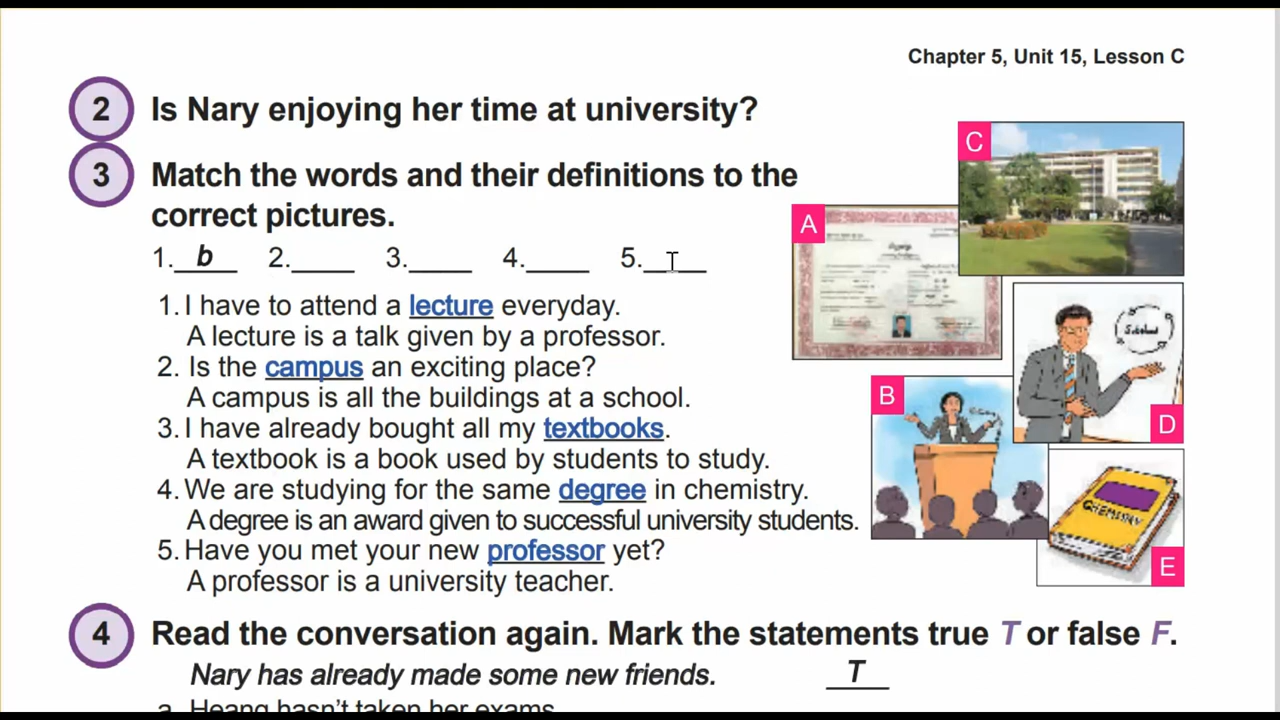 Chapter 5, Unit 15, Lesson C
2 Is Nary enjoying her time at university?
3 Match the words and their definitions to the
correct pictures.
1. b 2.____ 3.____ 4.____ 5.____
1. I have to attend a lecture everyday.
A lecture is a talk given by a professor.
2. Is the campus an exciting place?
A campus is all the buildings at a school.
3. I have already bought all my textbooks.
A textbook is a book used by students to study.
4. We are studying for the same degree in chemistry.
A degree is an award given to successful university students.
5. Have you met your new professor yet?
A professor is a university teacher.
A
C
B
D
CHEMISTRY
E
4 Read the conversation again. Mark the statements true T or false F.
Nary has already made some new friends. T
a. Heang hasn't taken her exams.